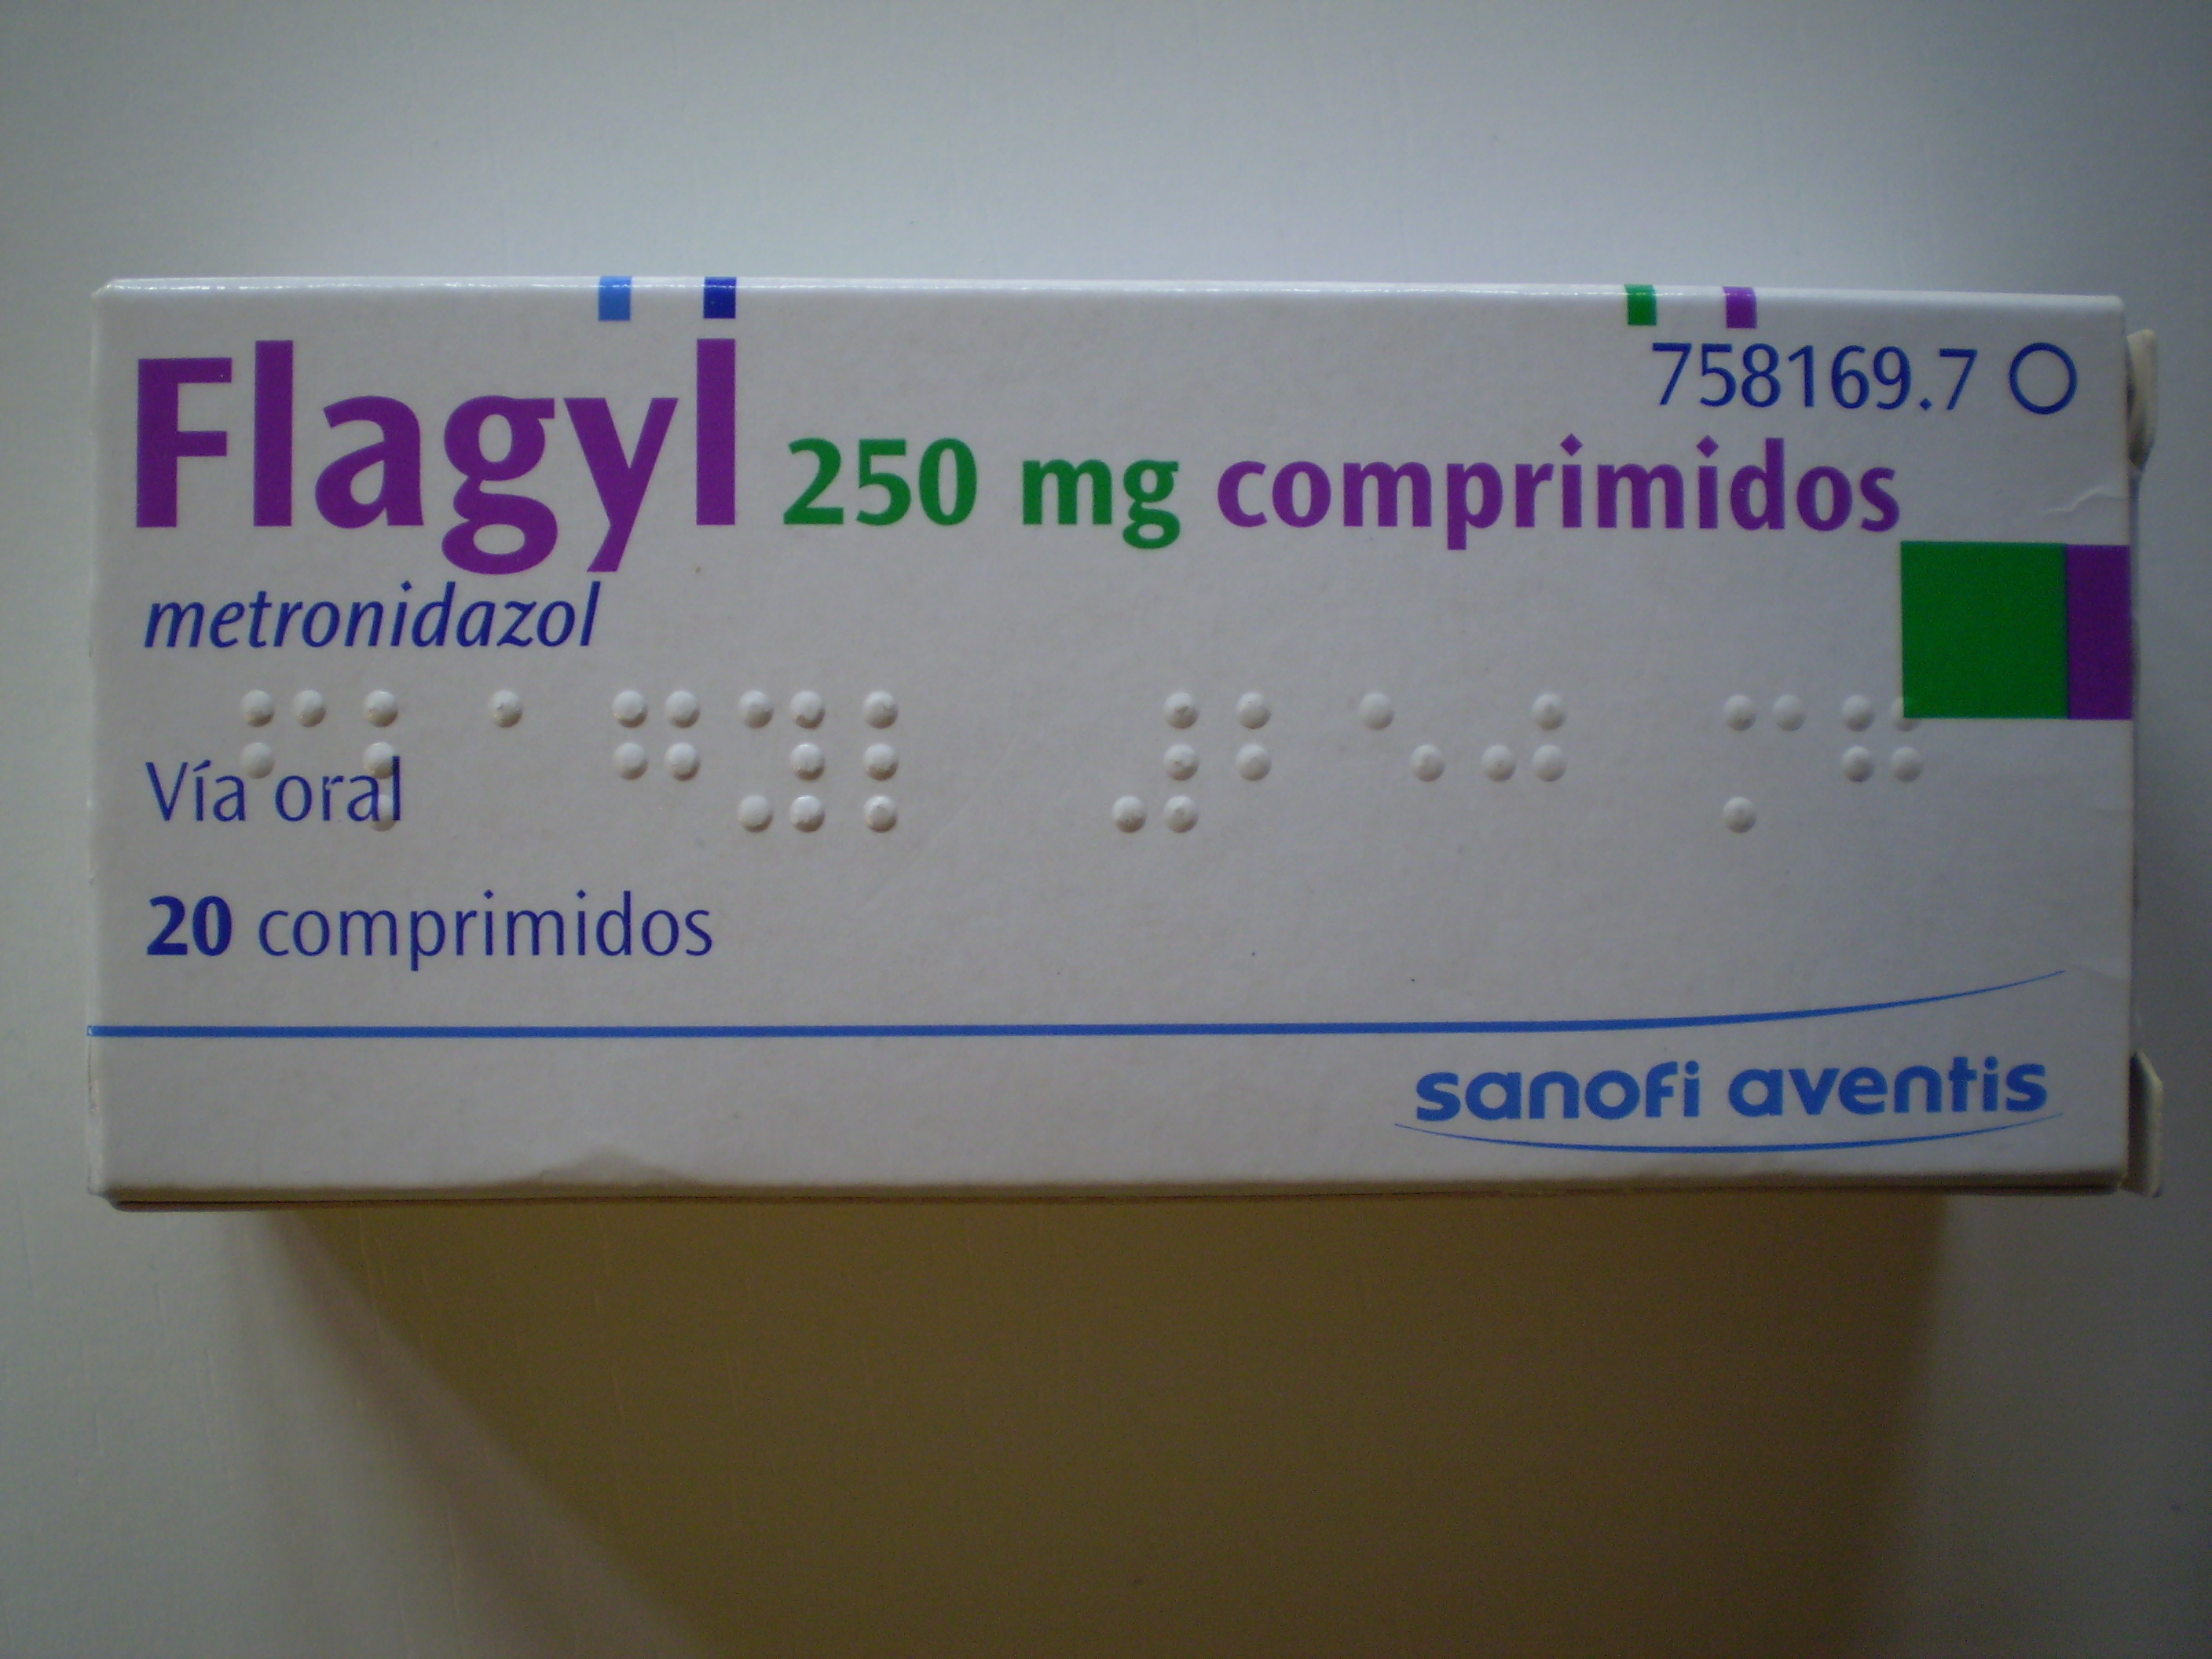 758169.7 O
Flagyl 250 mg comprimidos
metronidazol
⠋⠇⠁⠛⠽⠇ ⠼⠃⠑⠚ ⠍⠛
Vía oral
20 comprimidos
sanofi aventis